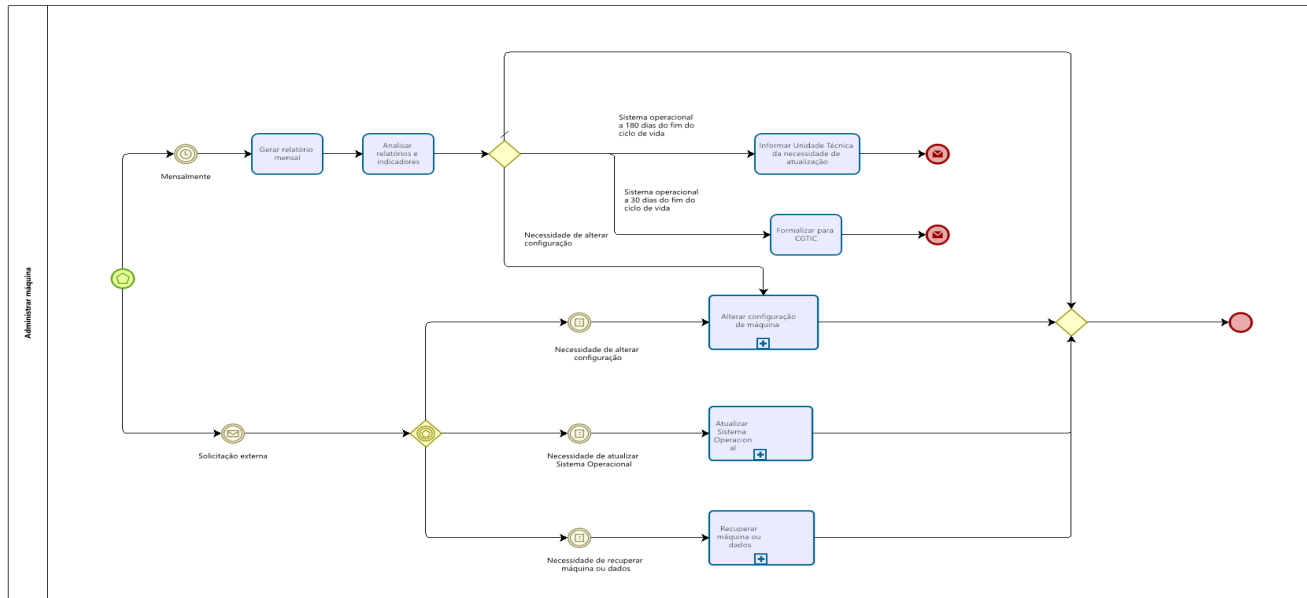 Administrar máquina
Mensalmente
Gerar relatório
mensal
Analisar
relatórios e
indicadores
Sistema operacional
a 180 dias do fim do
ciclo de vida
Informar Unidade Técnica
da necessidade de
atualização
Sistema operacional
a 30 dias do fim do
ciclo de vida
Formalizar para
CGTIC
Necessidade de alterar
configuração
Alterar configuração
de máquina
Necessidade de alterar
configuração
Solicitação externa
Necessidade de atualizar
Sistema Operacional
Atualizar
Sistema
Operacion
al
Necessidade de recuperar
máquina ou dados
Recuperar
máquina ou
dados